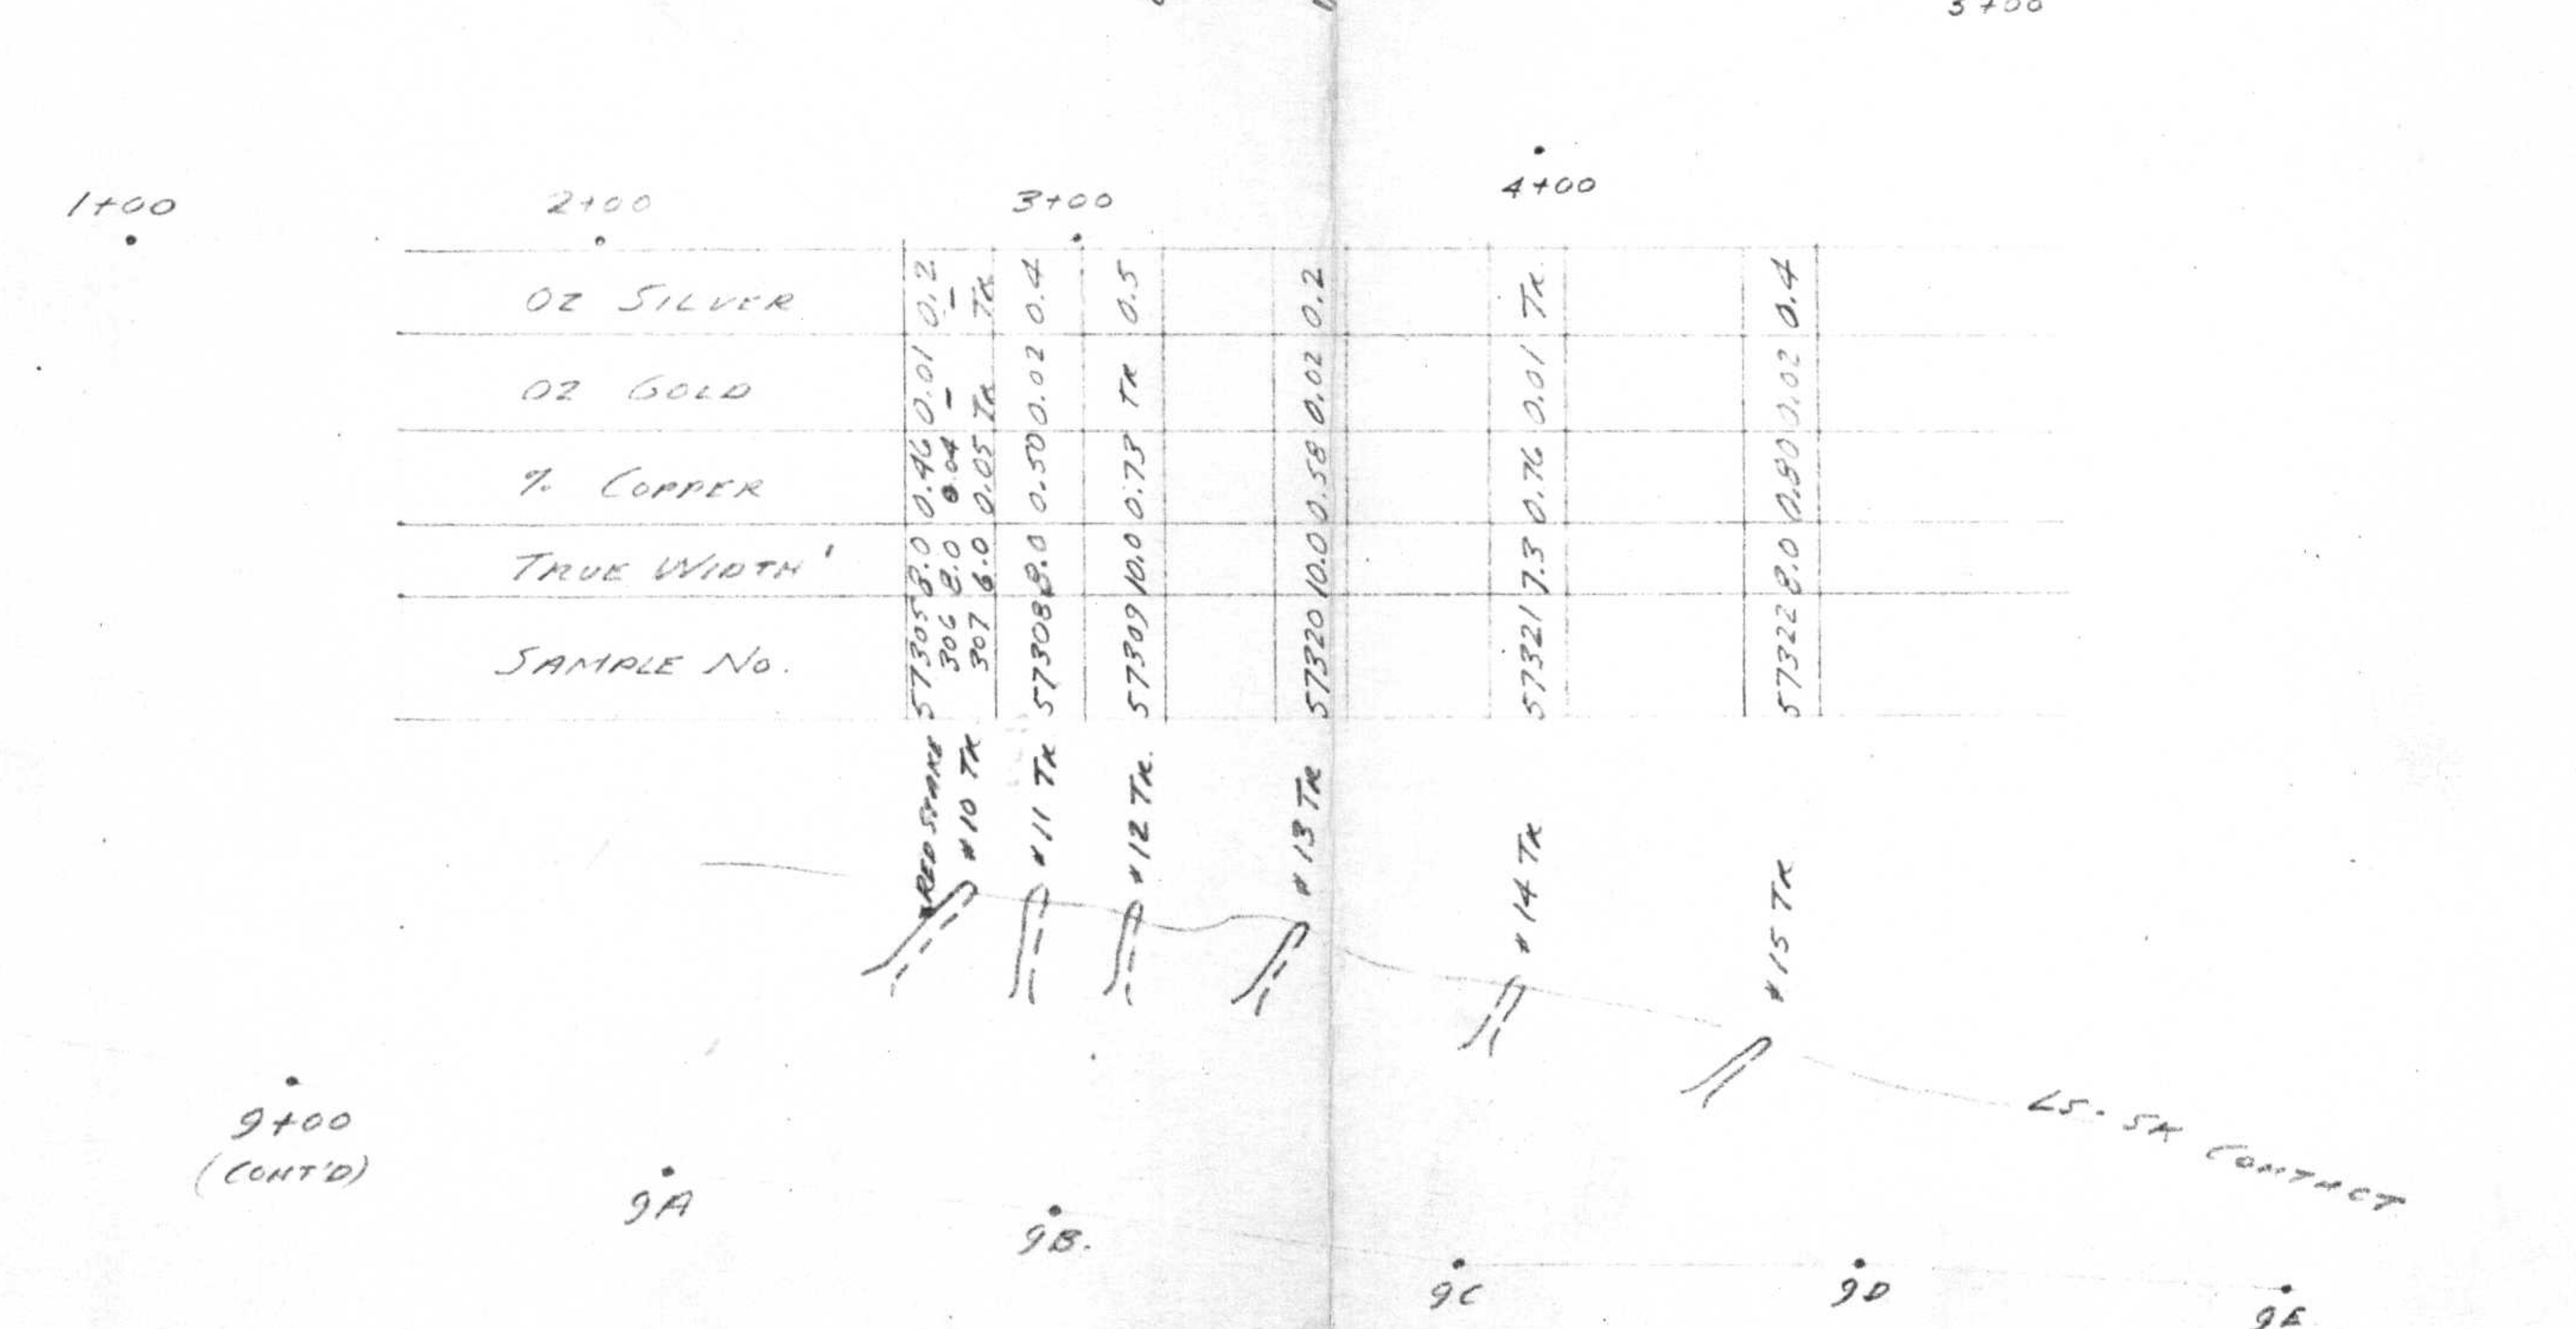 5+00
4+00
1+00 2+00 3+00
OZ SILVER 0.2 – TR 0.4 0.5 0.2 TR 0.4
OZ GOLD 0.01 – TR 0.02 TR 0.02 0.01 0.02
% COPPER 0.46 0.04 0.05 0.50 0.73 0.58 0.76 0.80
TRUE WIDTH' 8.0 8.0 6.0 8.0 10.0 10.0 7.3 8.0
SAMPLE NO. 57305 306 307 57308 57309 57320 57321 57322
RED STAKE
#10 TR
#11 TR
#12 TR.
#13 TR
#14 TR
#15 TR
LS - SK CONTACT
9+00
(CONT'D)
9A
9B.
9C
9D
9E